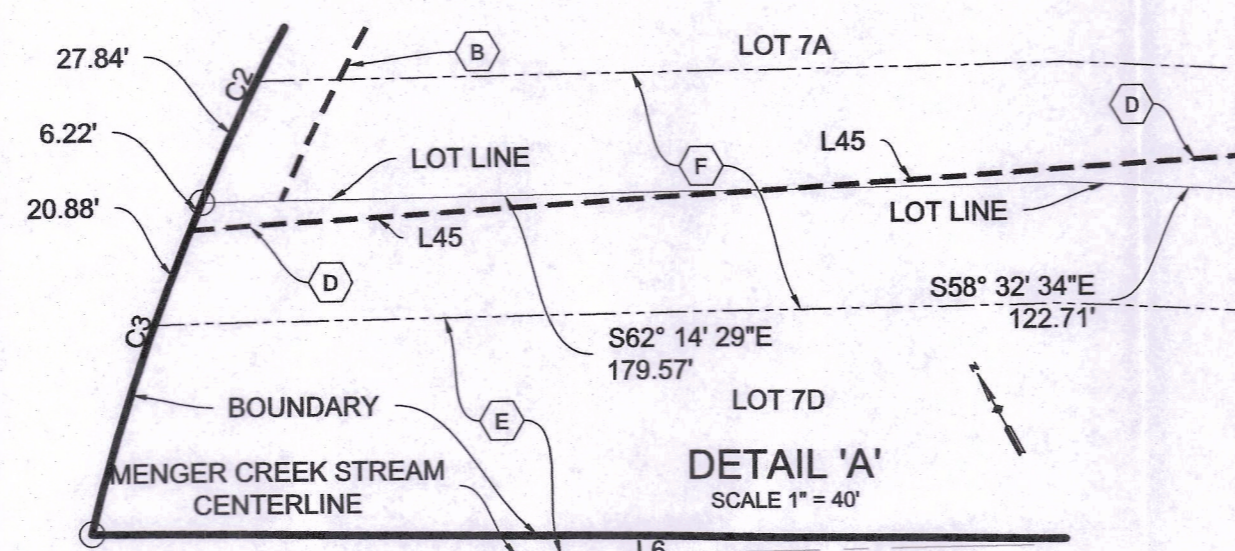 LOT 7A
B
27.84'
C2
D
6.22'
L45
LOT LINE
F
20.88'
LOT LINE
L45
D
S58° 32' 34"E
122.71'
C3
S62° 14' 29"E
179.57'
N
BOUNDARY
E
LOT 7D
MENGER CREEK STREAM
CENTERLINE
DETAIL 'A'
SCALE 1" = 40'
L6